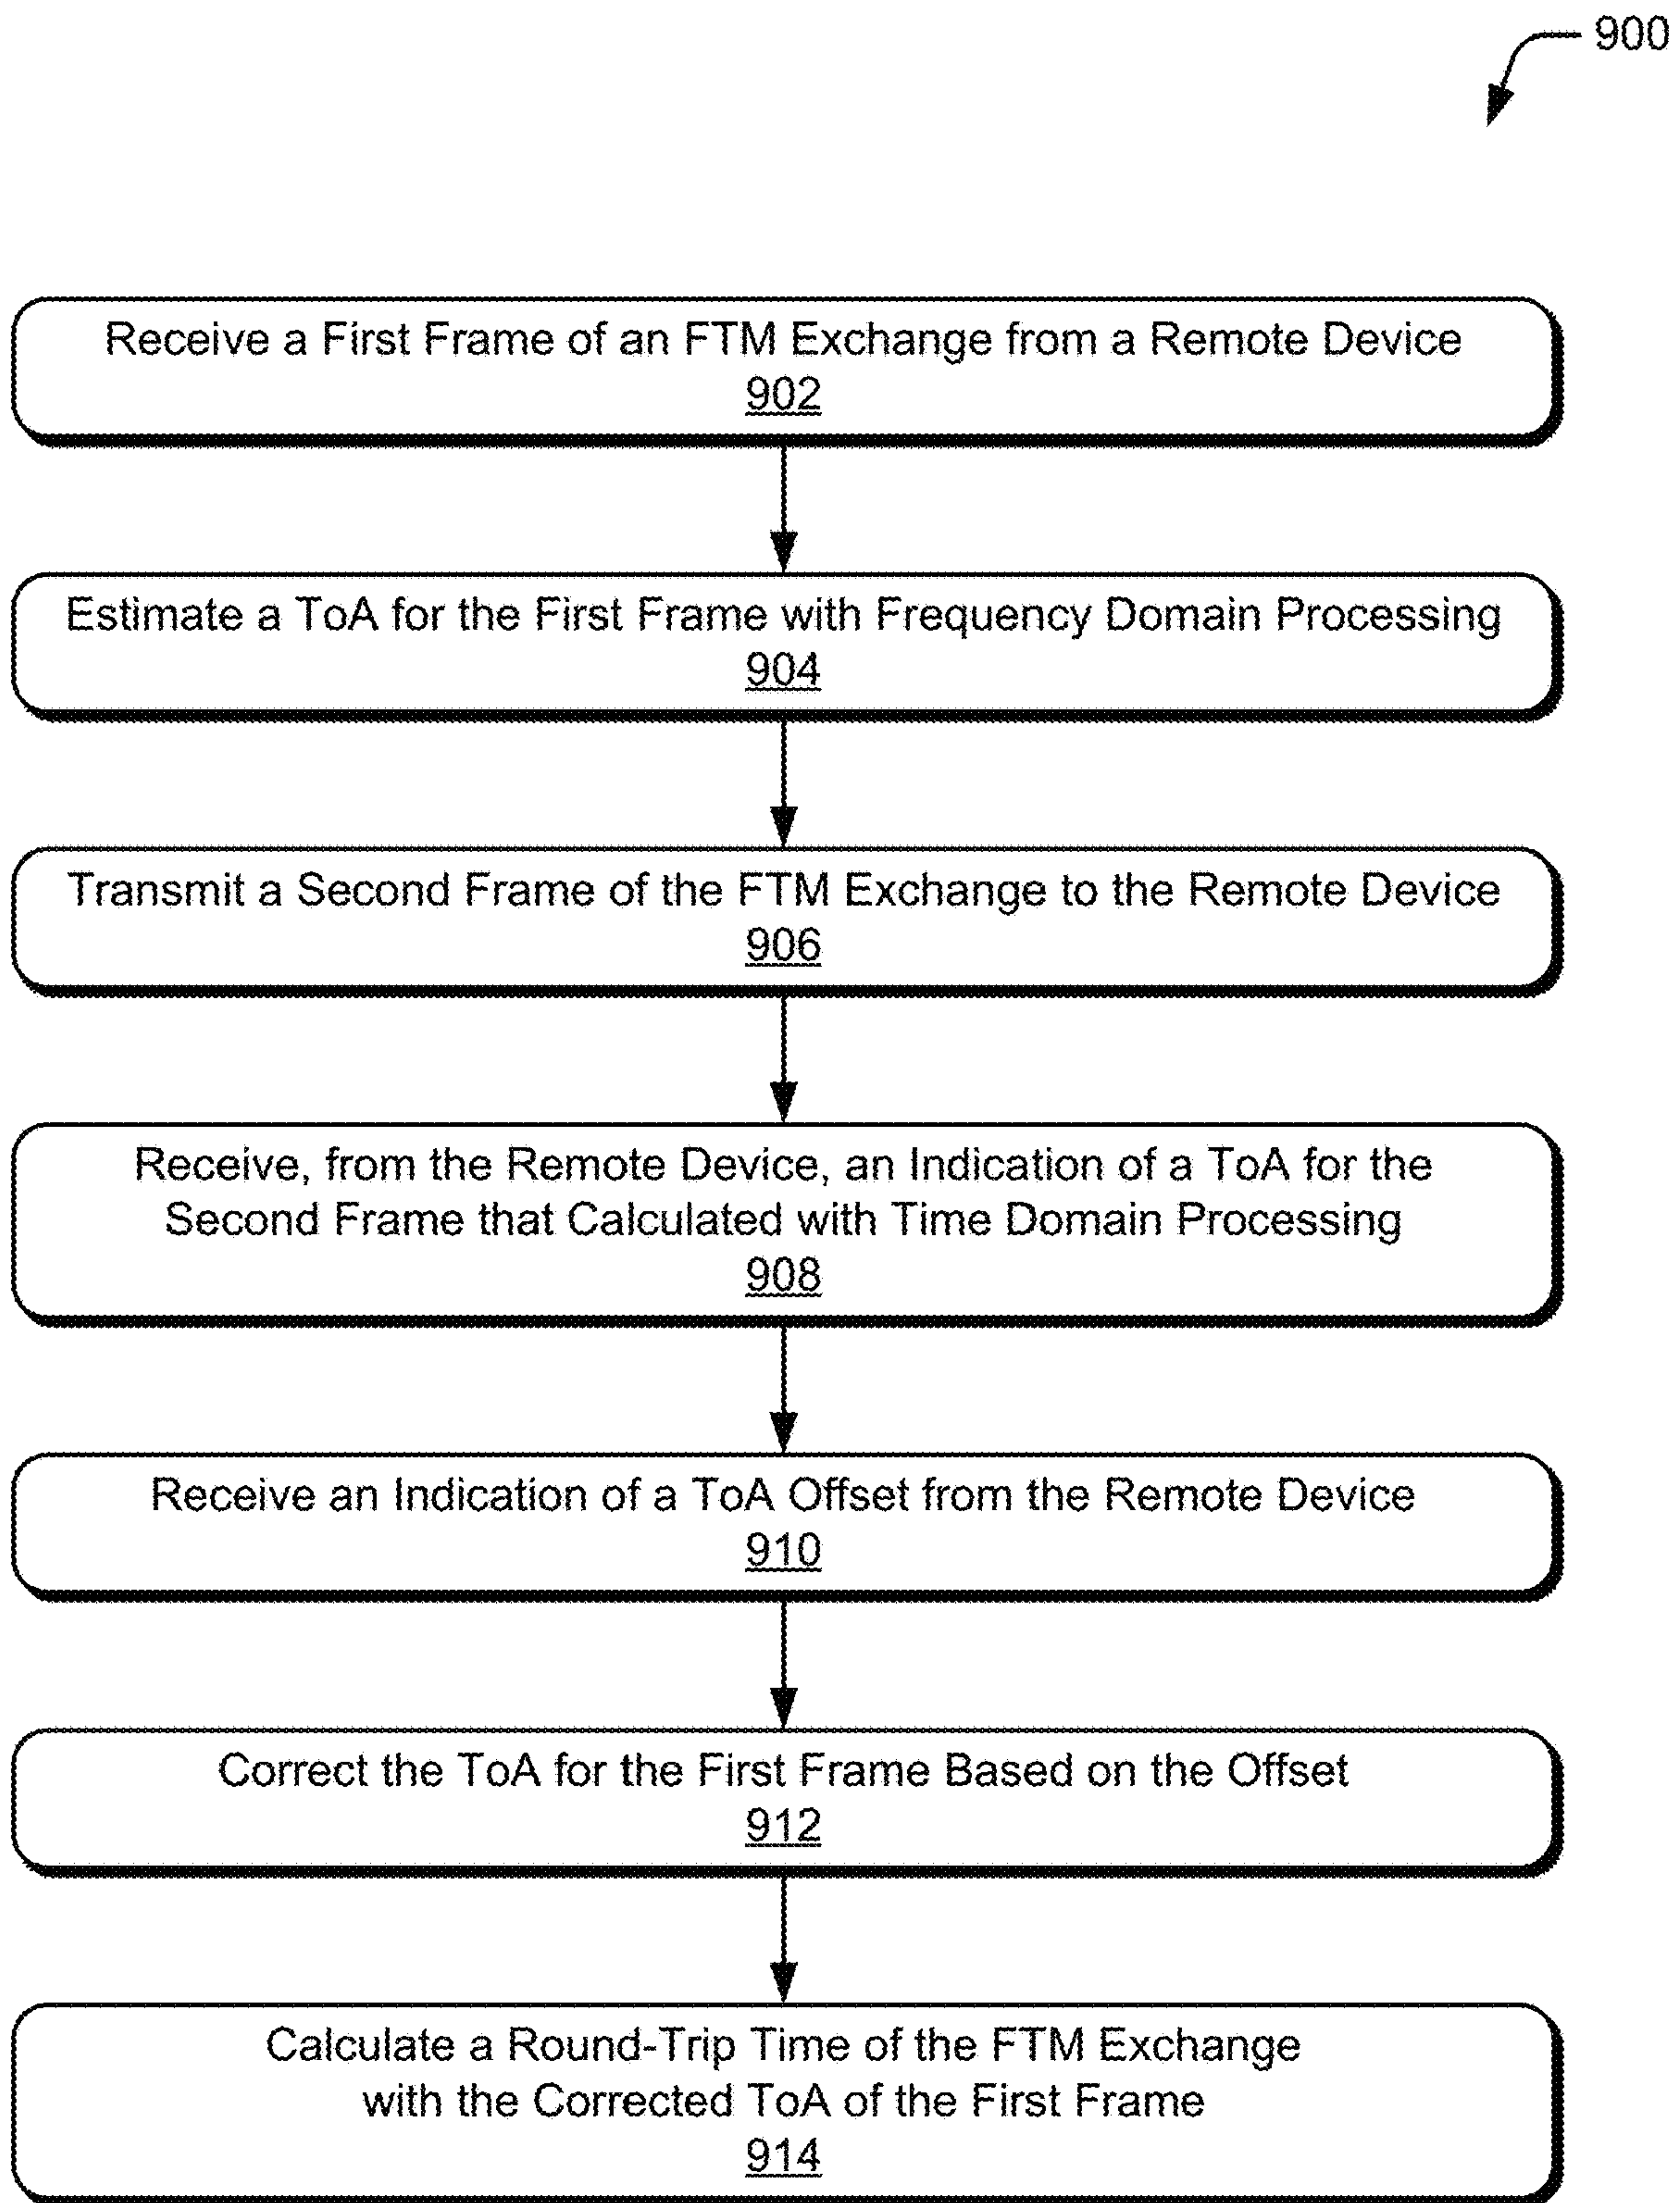 900
Receive a First Frame of an FTM Exchange from a Remote Device
902
Estimate a ToA for the First Frame with Frequency Domain Processing
904
Transmit a Second Frame of the FTM Exchange to the Remote Device
906
Receive, from the Remote Device, an Indication of a ToA for the
Second Frame that Calculated with Time Domain Processing
908
Receive an Indication of a ToA Offset from the Remote Device
910
Correct the ToA for the First Frame Based on the Offset
912
Calculate a Round-Trip Time of the FTM Exchange
with the Corrected ToA of the First Frame
914